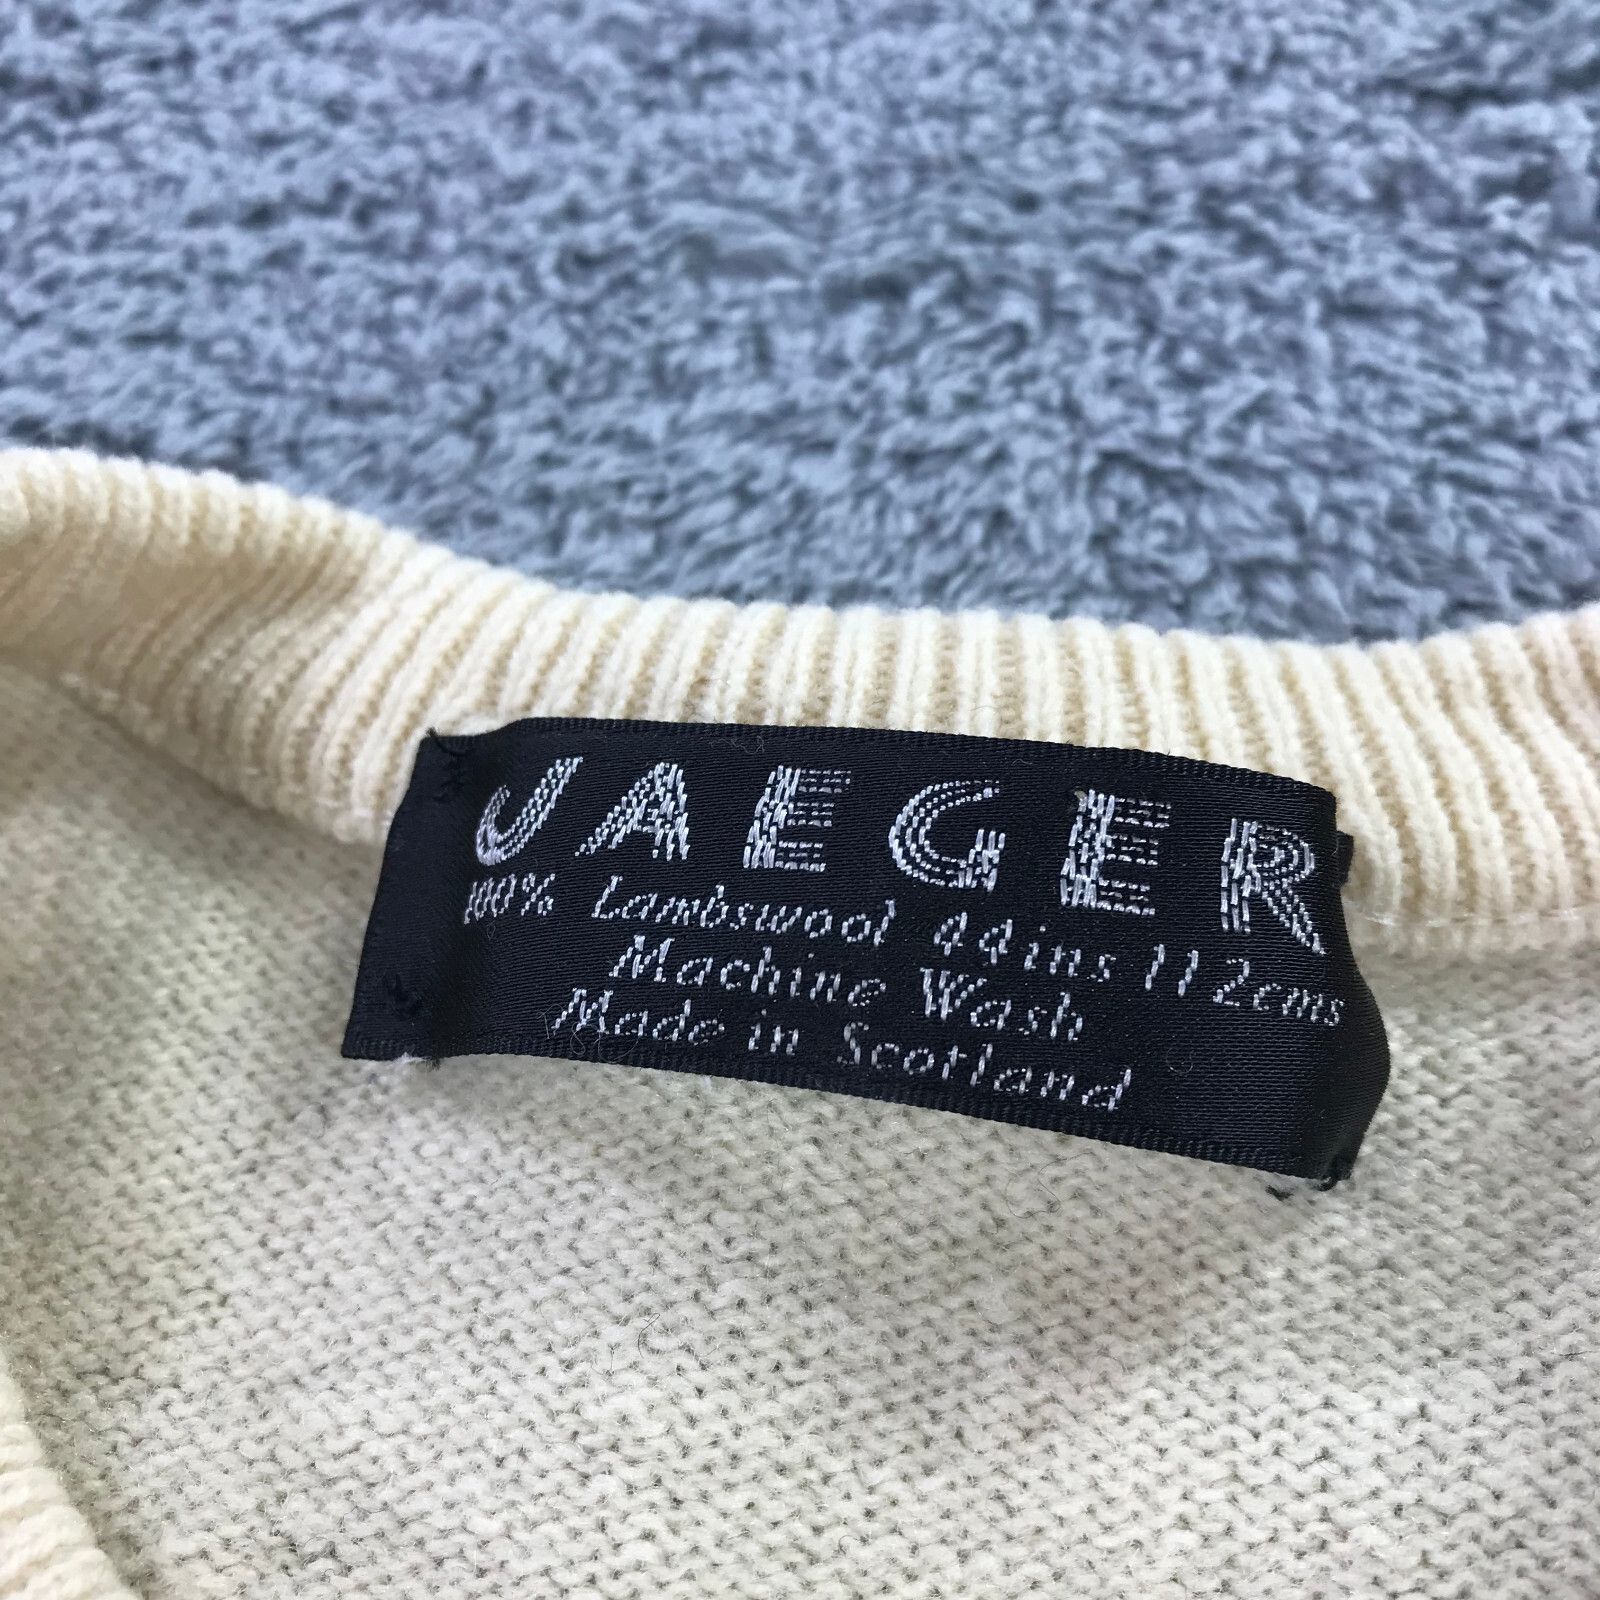 JAEGER
100% Lambswool 44ins 112cms
Machine Wash
Made in Scotland